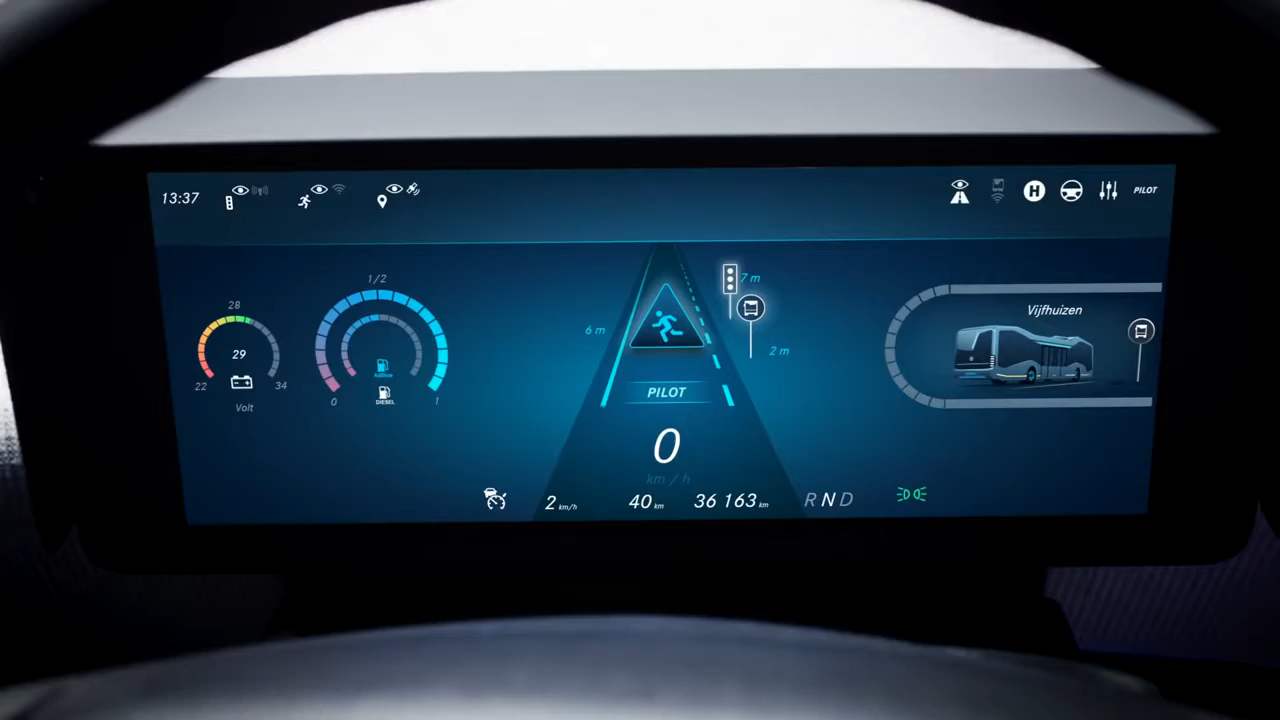 13:37
H
PILOT
28
29
22
34
Volt
1/2
AdBlue
DIESEL
0
1
7 m
6 m
2 m
PILOT
0
km / h
2 km/h
40 km
36 163 km
R N D
Vijfhuizen